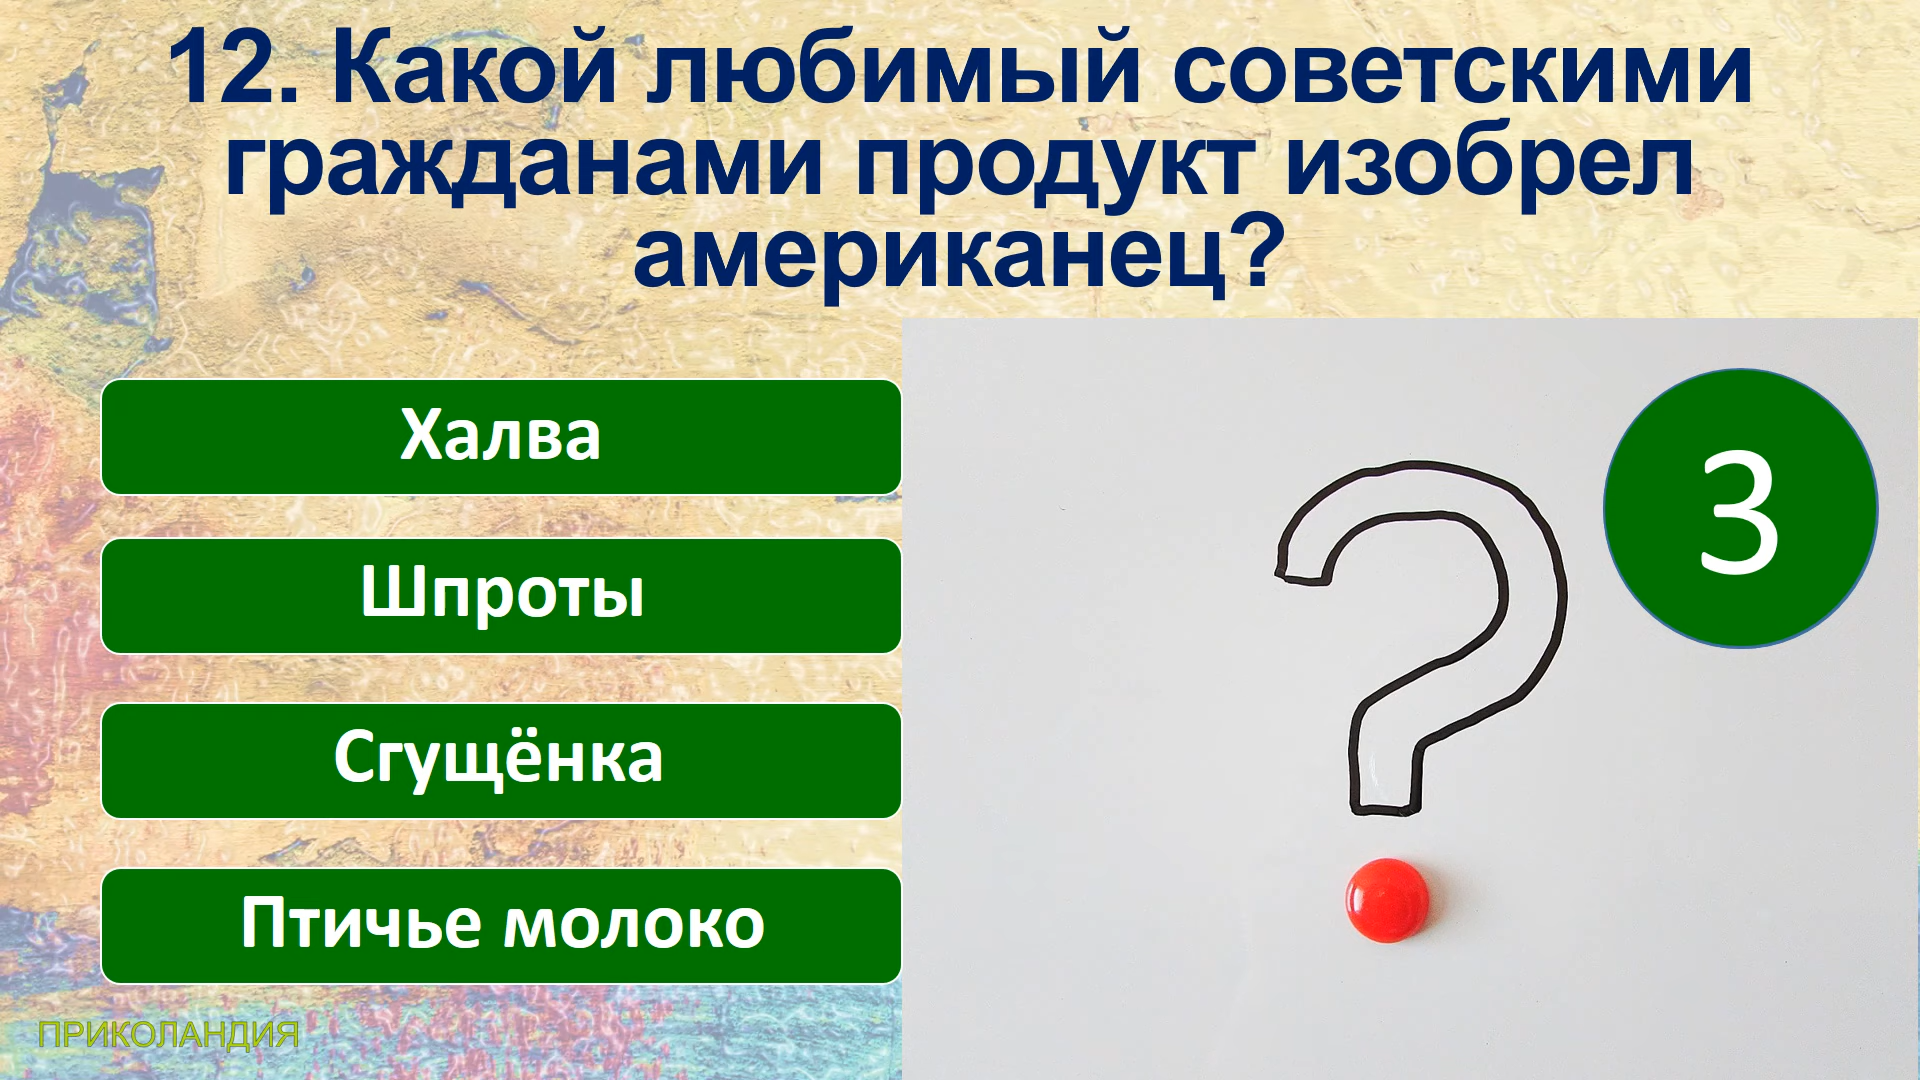 12. Какой любимый советскими
гражданами продукт изобрел
американец?
Халва
3
Шпроты
Сгущёнка
Птичье молоко
ПРИКОЛАНДИЯ